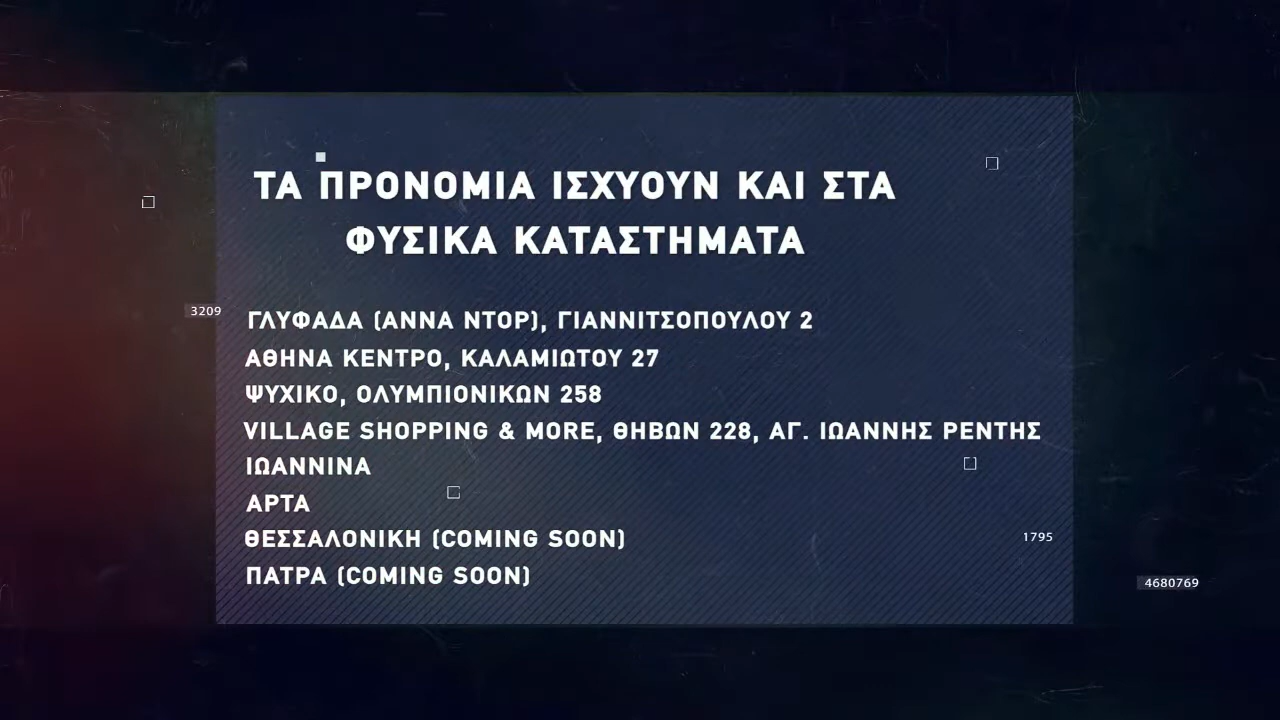 ΤΑ ΠΡΟΝΟΜΙΑ ΙΣΧΥΟΥΝ ΚΑΙ ΣΤΑ
ΦΥΣΙΚΑ ΚΑΤΑΣΤΗΜΑΤΑ
3209
ΓΛΥΦΑΔΑ (ΑΝΝΑ ΝΤΟΡ), ΓΙΑΝΝΙΤΣΟΠΟΥΛΟΥ 2
ΑΘΗΝΑ ΚΕΝΤΡΟ, ΚΑΛΑΜΙΩΤΟΥ 27
ΨΥΧΙΚΟ, ΟΛΥΜΠΙΟΝΙΚΩΝ 258
VILLAGE SHOPPING & MORE, ΘΗΒΩΝ 228, ΑΓ. ΙΩΑΝΝΗΣ ΡΕΝΤΗΣ
ΙΩΑΝΝΙΝΑ
ΑΡΤΑ
ΘΕΣΣΑΛΟΝΙΚΗ (COMING SOON)
1795
ΠΑΤΡΑ (COMING SOON)
4680769